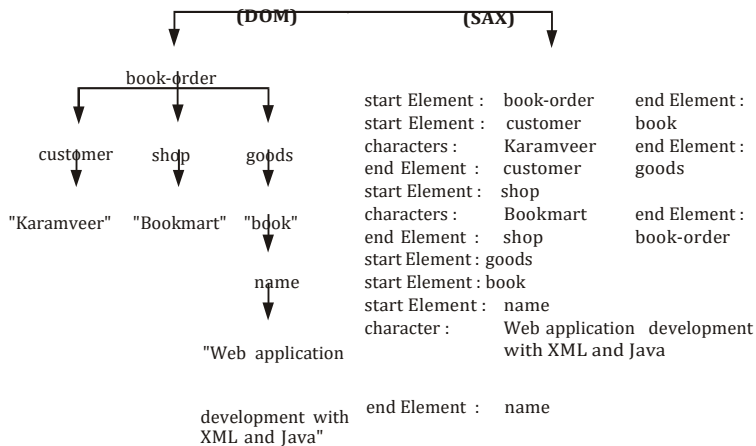 (DOM) (SAX)
book-order
customer shop goods
"Karamveer" "Bookmart" "book"
name
"Web application
development with
XML and Java"
start Element : book-order
start Element : customer
characters : Karamveer
end Element : customer
start Element : shop
characters : Bookmart
end Element : shop
start Element : goods
start Element : book
start Element : name
character : Web application development
with XML and Java
end Element : name
end Element :
book
end Element :
goods
end Element :
book-order